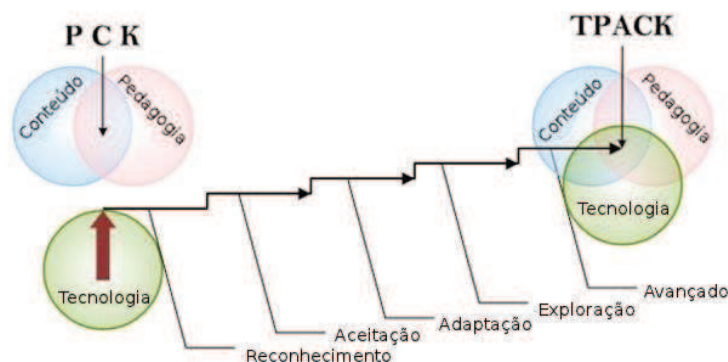 P C K
TPACK
Conteúdo
Pedagogia
Conteúdo
Pedagogia
Tecnologia
Tecnologia
Reconhecimento
Aceitação
Adaptação
Exploração
Avançado